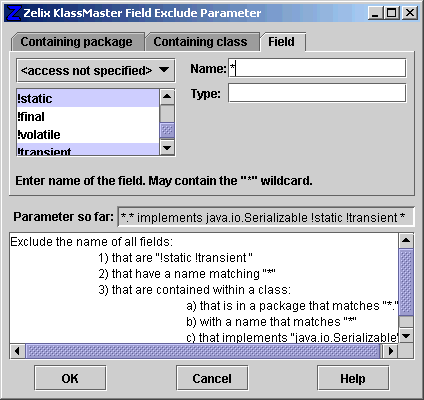 Zelix KlassMaster Field Exclude Parameter
Containing package Containing class Field
<access not specified> Name: *
!static
!final
!volatile
!transient
Type:
Enter name of the field. May contain the "*" wildcard.
Parameter so far: *.* implements java.io.Serializable !static !transient *
Exclude the name of all fields:
1) that are "!static !transient "
2) that have a name matching "*"
3) that are contained within a class:
a) that is in a package that matches "*."
b) with a name that matches "*"
c) that implements "java.io.Serializable"
OK Cancel Help